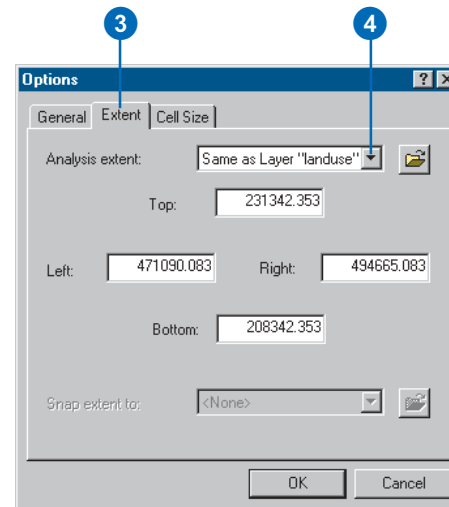 3 4
Options
General Extent Cell Size
Analysis extent: Same as Layer "landuse"
Top: 231342.353
Left: 471090.083 Right: 494665.083
Bottom: 208342.353
Snap extent to: <None>
OK Cancel